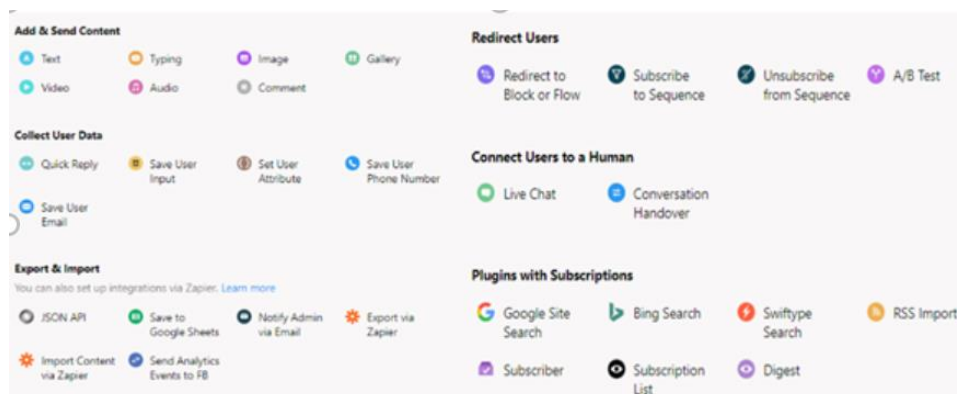 Add & Send Content
Text
Typing
Image
Gallery
Video
Audio
Comment
Collect User Data
Quick Reply
Save User
Input
Set User
Attribute
Save User
Phone Number
Save User
Email
Export & Import
You can also set up integrations via Zapier. Learn more
JSON API
Save to
Google Sheets
Notify Admin
via Email
Export via
Zapier
Import Content
via Zapier
Send Analytics
Events to FB
Redirect Users
Redirect to
Block or Flow
Subscribe
to Sequence
Unsubscribe
from Sequence
A/B Test
Connect Users to a Human
Live Chat
Conversation
Handover
Plugins with Subscriptions
Google Site
Search
Bing Search
Swiftype
Search
RSS Import
Subscriber
Subscription
List
Digest